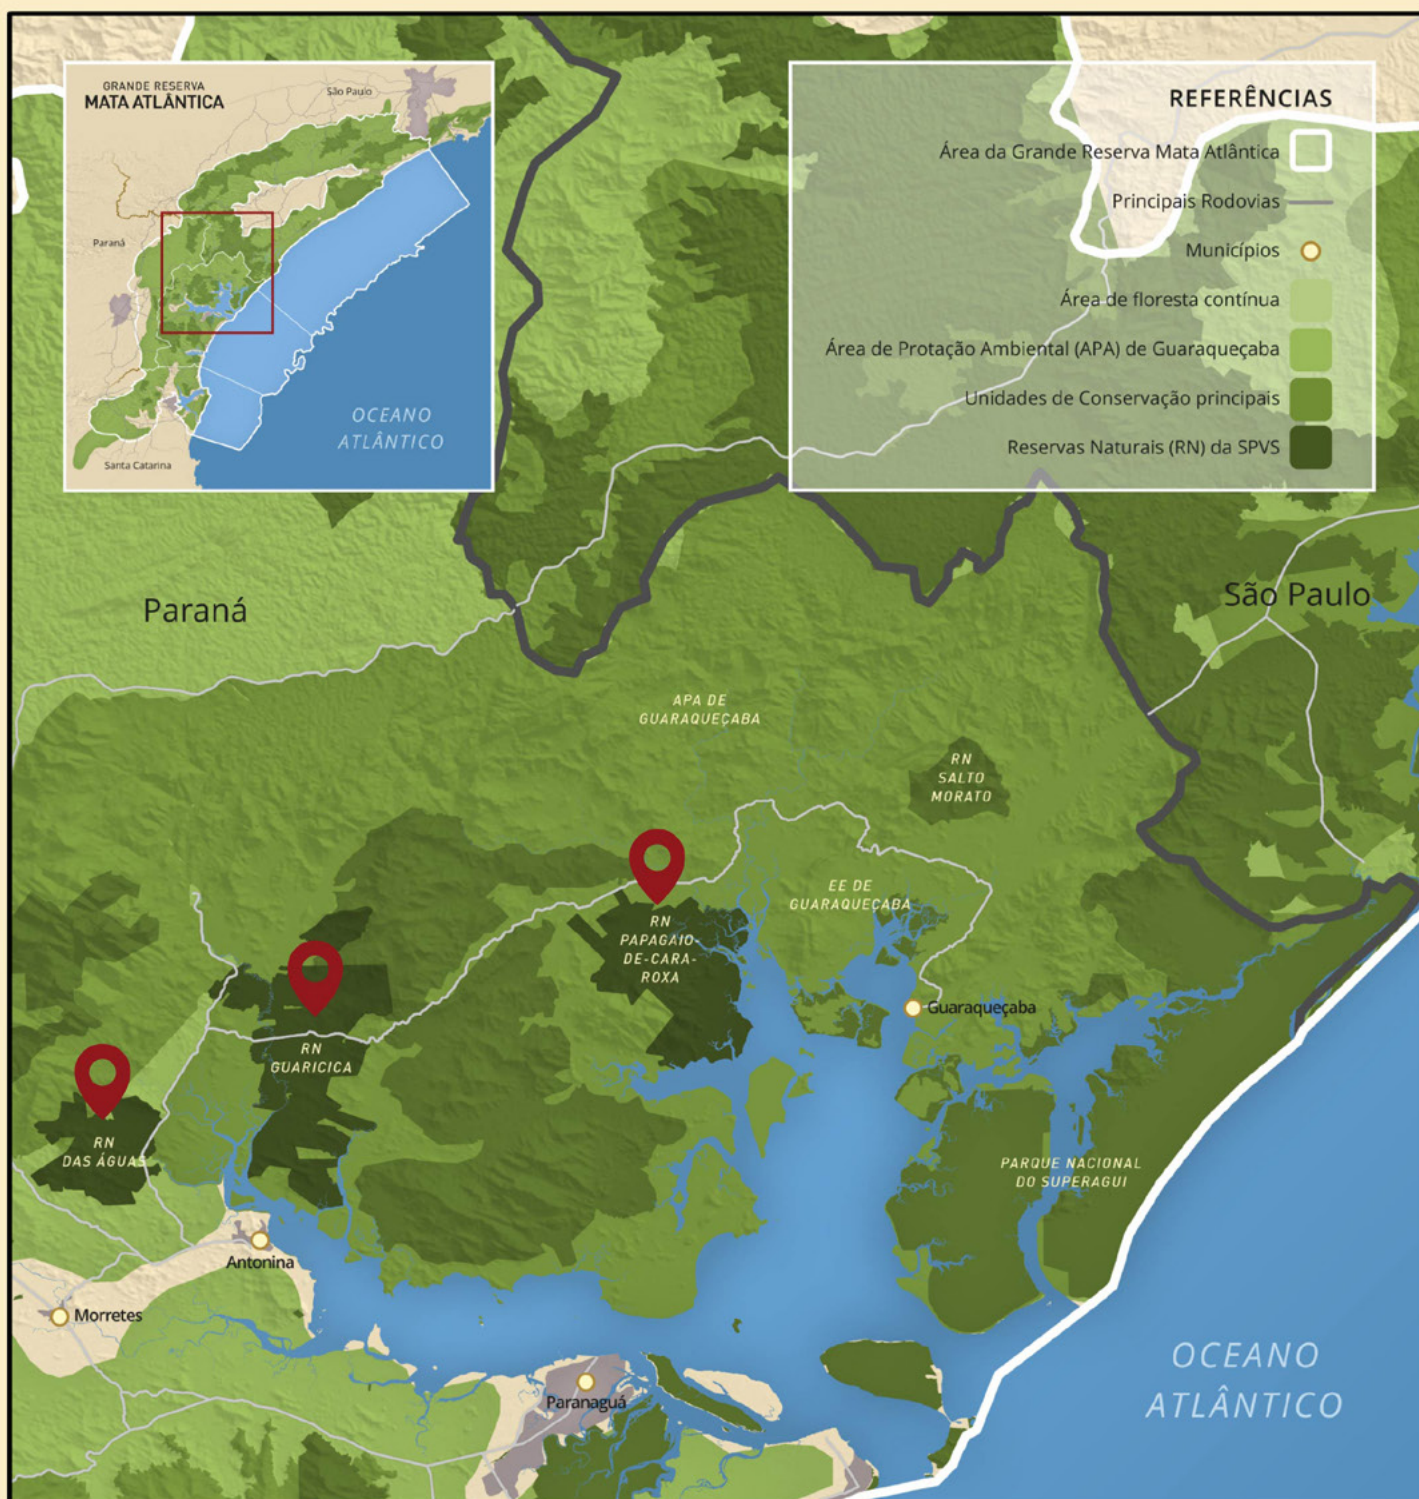 GRANDE RESERVA
MATA ATLÂNTICA
São Paulo
Paraná
OCEANO
ATLÂNTICO
Santa Catarina
REFERÊNCIAS
Área da Grande Reserva Mata Atlântica
Principais Rodovias
Municípios
Área de floresta contínua
Área de Protação Ambiental (APA) de Guaraqueçaba
Unidades de Conservação principais
Reservas Naturais (RN) da SPVS
Paraná
São Paulo
APA DE
GUARAQUEÇABA
RN
SALTO
MORATO
EE DE
GUARAQUEÇABA
RN
PAPAGAIO-
DE-CARA-
ROXA
Guaraqueçaba
RN
GUARICICA
RN
DAS ÁGUAS
PARQUE NACIONAL
DO SUPERAGUI
Antonina
Morretes
Paranaguá
OCEANO
ATLÂNTICO